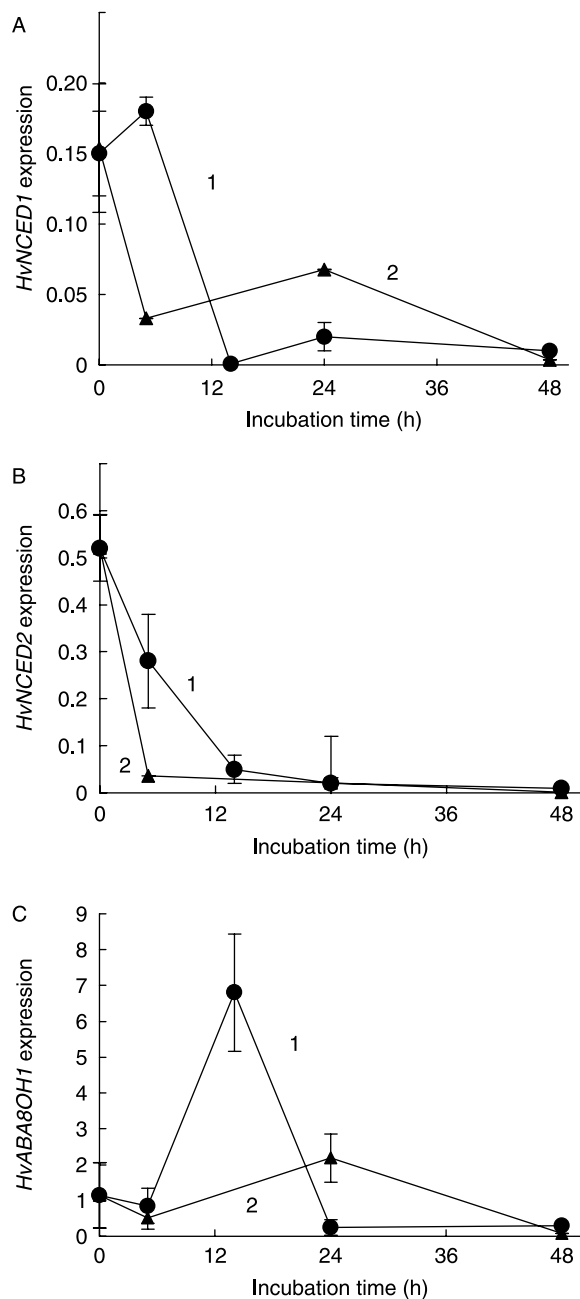 A
HvNCED1 expression
0.20
0.15
0.10
0.05
0
1
2
0 12 24 36 48
Incubation time (h)
B
HvNCED2 expression
0.6
0.5
0.4
0.3
0.2
0.1
0
1
2
0 12 24 36 48
Incubation time (h)
C
HvABA8OH1 expression
9
8
7
6
5
4
3
2
1
0
1
2
0 12 24 36 48
Incubation time (h)